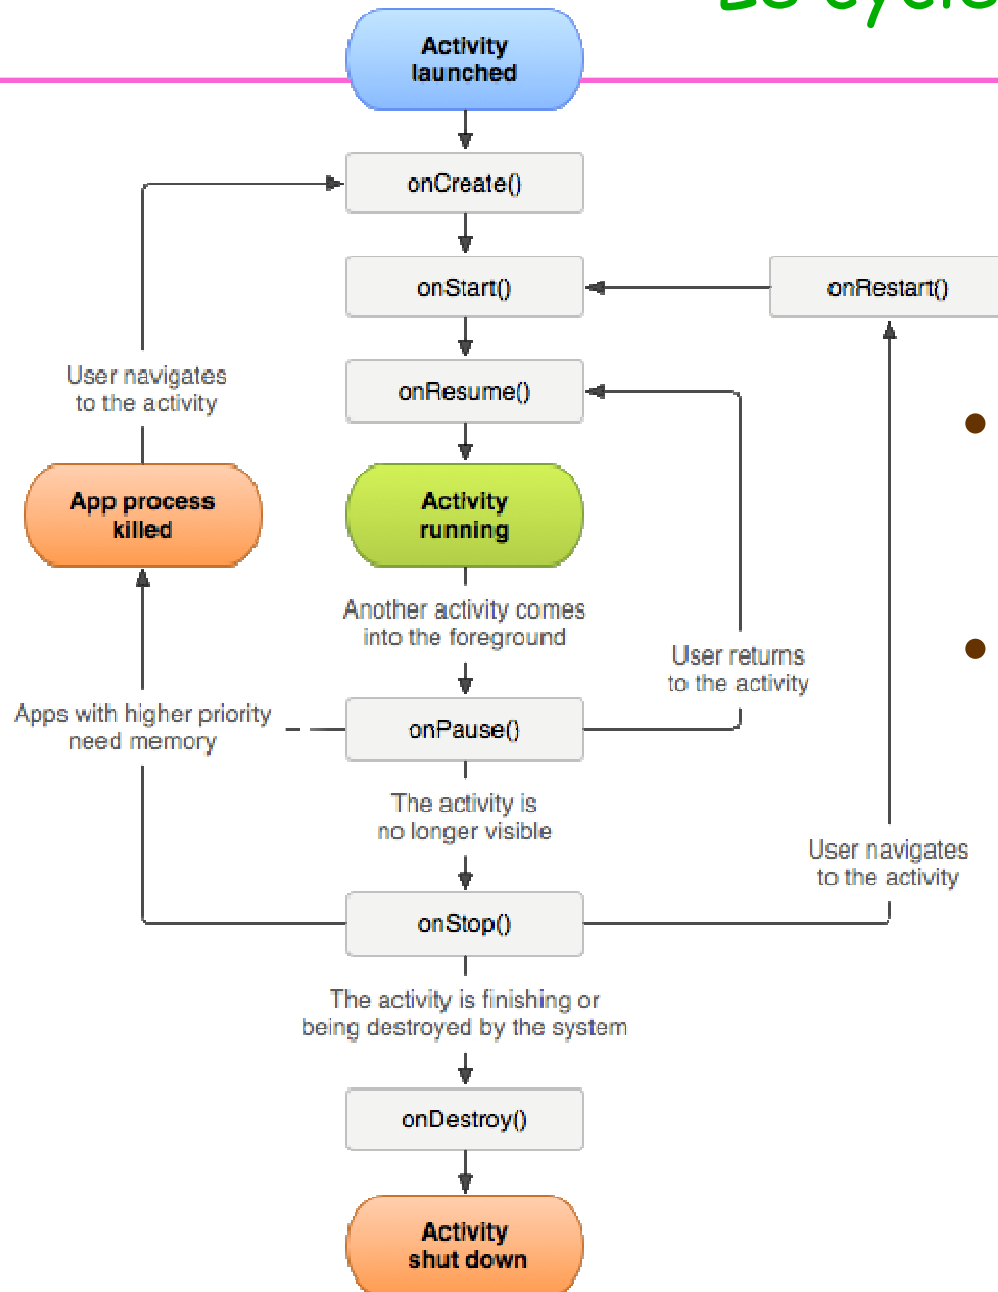 Activity
launched
onCreate()
onStart()
onRestart()
User navigates
to the activity
onResume()
App process
killed
Activity
running
Another activity comes
into the foreground
User returns
to the activity
Apps with higher priority
need memory
onPause()
The activity is
no longer visible
User navigates
to the activity
onStop()
The activity is finishing or
being destroyed by the system
onDestroy()
Activity
shut down